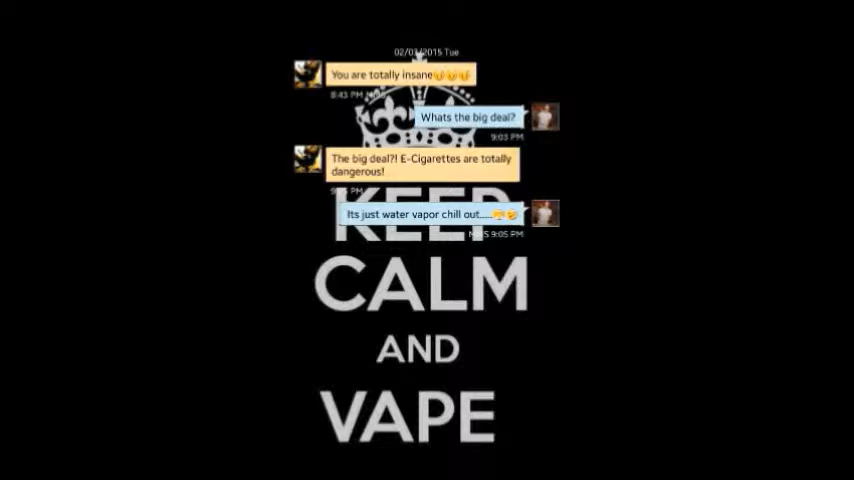 02/03/2015 Tue
You are totally insane
8:43 PM
Whats the big deal?
9:03 PM
The big deal?! E-Cigarettes are totally
dangerous!
PM
Its just water vapor chill out.....
9:05 PM
KEEP
CALM
AND
VAPE